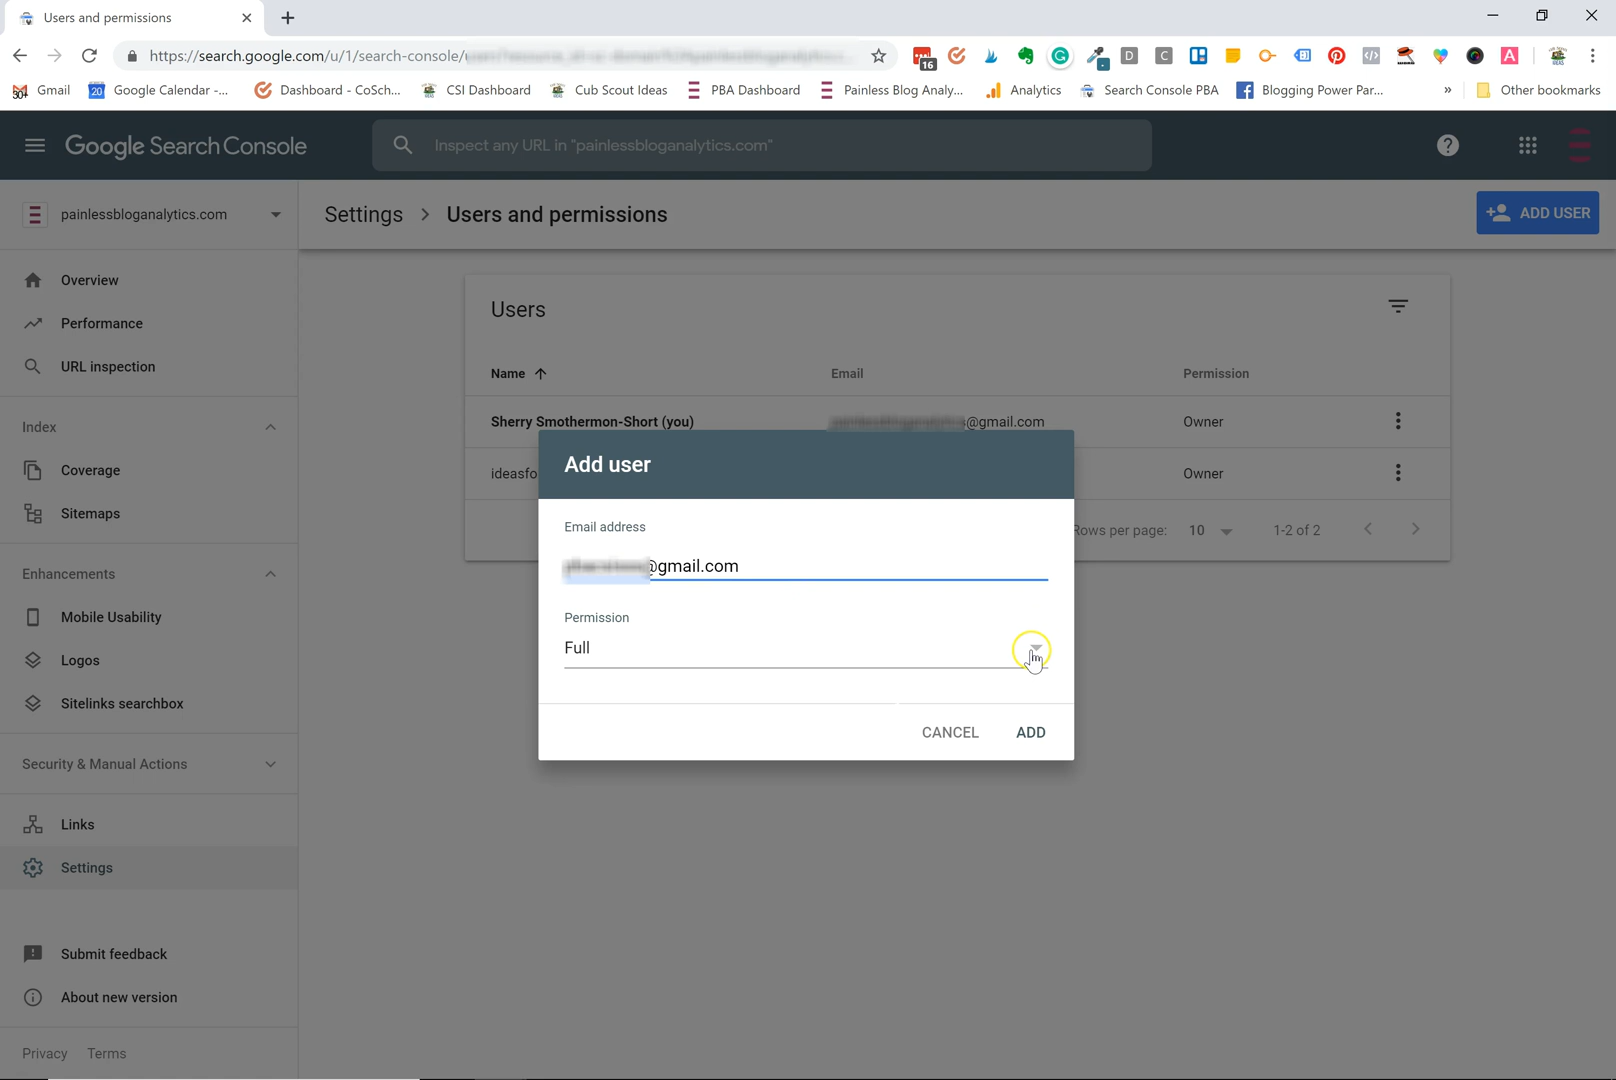 Users and permissions
https://search.google.com/u/1/search-console/
16
Gmail
20
Google Calendar -...
Dashboard - CoSch...
CSI Dashboard
Cub Scout Ideas
PBA Dashboard
Painless Blog Analy...
Analytics
Search Console PBA
Blogging Power Par...
»
Other bookmarks
Google Search Console
Inspect any URL in "painlessbloganalytics.com"
painlessbloganalytics.com
Settings > Users and permissions
ADD USER
Overview
Performance
URL inspection
Index
Coverage
Sitemaps
Enhancements
Mobile Usability
Logos
Sitelinks searchbox
Security & Manual Actions
Links
Settings
Submit feedback
About new version
Privacy Terms
Users
Name Email Permission
Sherry Smothermon-Short (you) @gmail.com Owner
ideasfo Owner
Rows per page: 10 1-2 of 2
Add user
Email address
@gmail.com
Permission
Full
CANCEL ADD